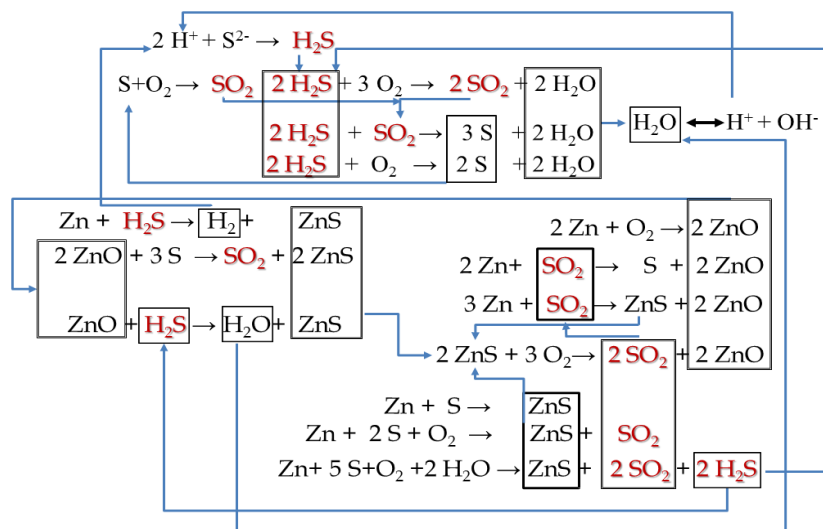 2 H⁺ + S²⁻ → H₂S
S+O₂ → SO₂ 2 H₂S + 3 O₂ → 2 SO₂ + 2 H₂O
2 H₂S + SO₂ → 3 S + 2 H₂O H₂O ↔ H⁺ + OH-
2 H₂S + O₂ → 2 S + 2 H₂O
Zn + H₂S → H₂ + ZnS
2 ZnO + 3 S → SO₂ + 2 ZnS
ZnO + H₂S → H₂O + ZnS
2 Zn + O₂ → 2 ZnO
2 Zn+ SO₂ → S + 2 ZnO
3 Zn + SO₂ → ZnS + 2 ZnO
2 ZnS + 3 O₂ → 2 SO₂ + 2 ZnO
Zn + S → ZnS
Zn + 2 S + O₂ → ZnS + SO₂
Zn+ 5 S+O₂ +2 H₂O → ZnS + 2 SO₂ + 2 H₂S